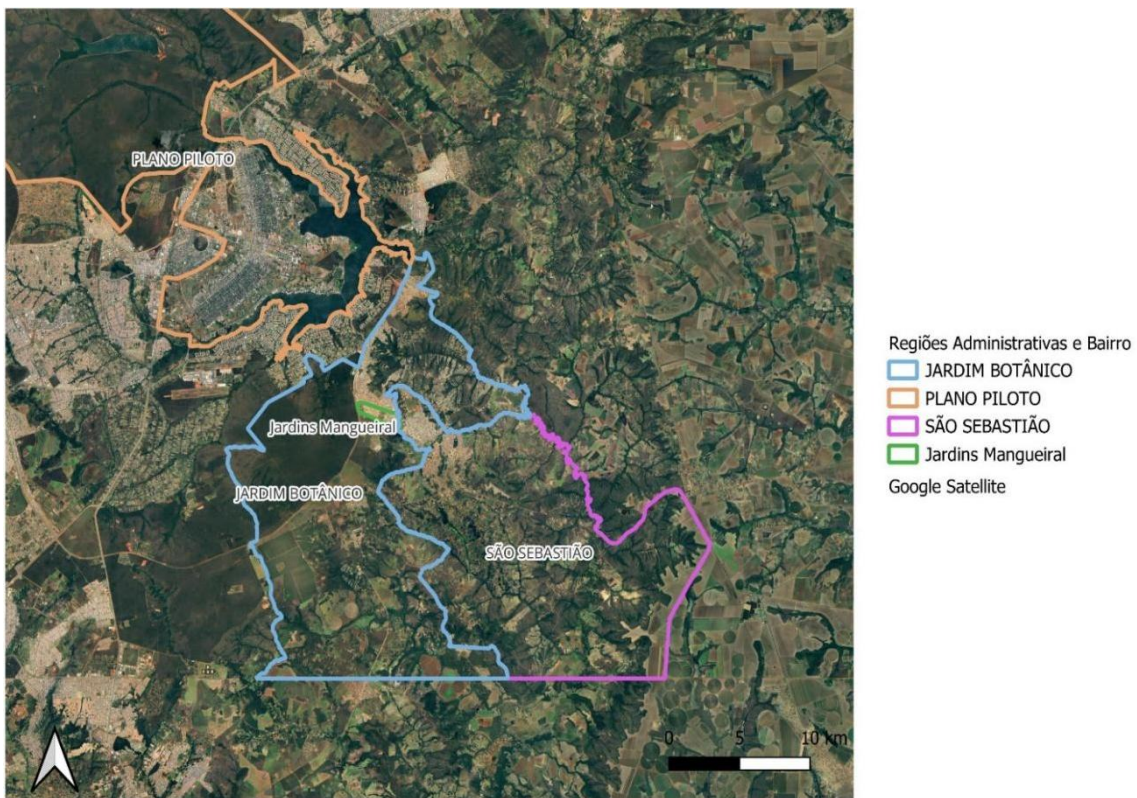 PLANO PILOTO
Jardins Mangueiral
JARDIM BOTÂNICO
SÃO SEBASTIÃO
0 5 10 km
Regiões Administrativas e Bairro
JARDIM BOTÂNICO
PLANO PILOTO
SÃO SEBASTIÃO
Jardins Mangueiral
Google Satellite